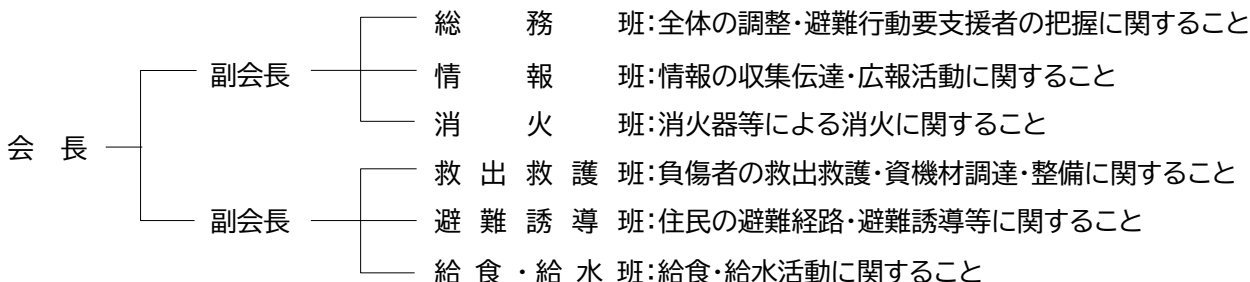 総務班：全体の調整・避難行動要支援者の把握に関すること
副会長
情報班：情報の収集伝達・広報活動に関すること
消火班：消火器等による消火に関すること
会長
救出救護班：負傷者の救出救護・資機材調達・整備に関すること
副会長
避難誘導班：住民の避難経路・避難誘導等に関すること
給食・給水班：給食・給水活動に関すること